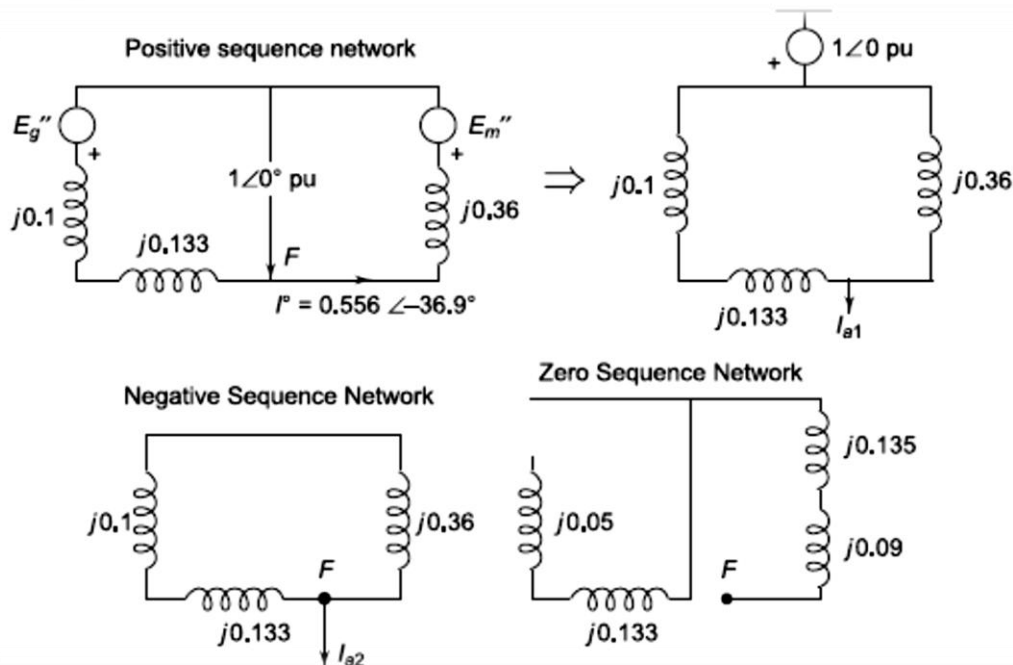 Positive sequence network
1∠0 pu
+
E_g″
+
E_m″
+
1∠0° pu
⇒
j0.1
j0.36
j0.1
j0.36
j0.133
F
I° = 0.556 ∠–36.9°
j0.133
I_a1
Negative Sequence Network
Zero Sequence Network
j0.1
j0.36
F
j0.133
I_a2
j0.05
j0.133
j0.135
j0.09
F